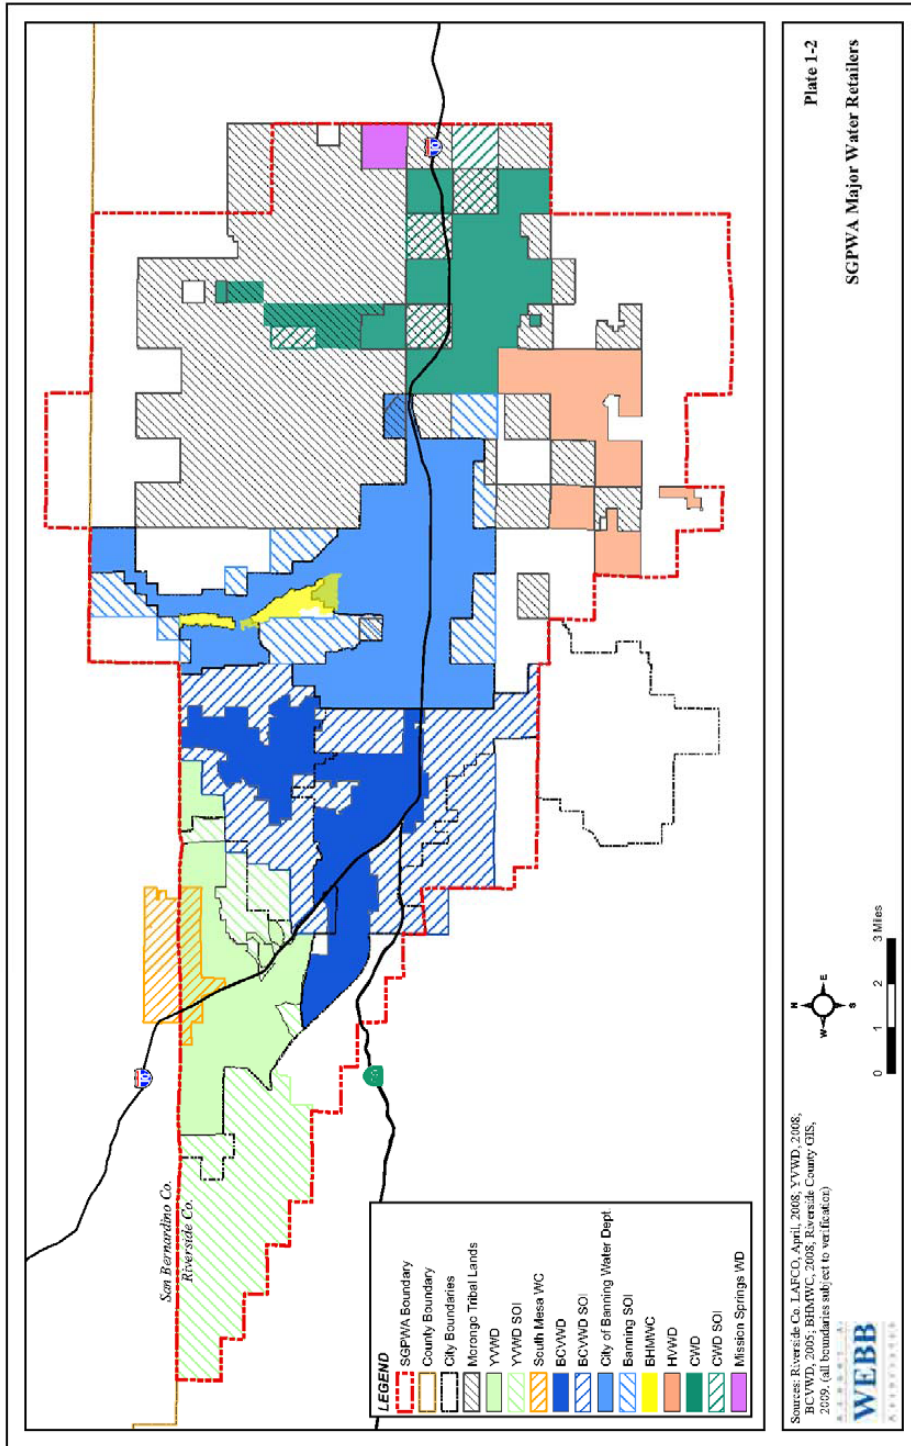 Plate 1-2
SGPWA Major Water Retailers
San Bernardino Co.
Riverside Co.
10
10
60
LEGEND
SGPWA Boundary
County Boundary
City Boundaries
Morongo Tribal Lands
YVWD
YVWD SOI
South Mesa WC
BCVWD
BCVWD SOI
City of Banning Water Dept.
Banning SOI
BHMWC
HVWD
CWD
CWD SOI
Mission Springs WD
Sources: Riverside Co. LAFCO, April, 2008, YVWD, 2008,
BCVWD, 2005; BHMWC, 2008, Riverside County GIS,
2009. (all boundaries subject to verification)
ALBERT A.
WEBB
ASSOCIATES
N
W
E
S
0 1 2 3 Miles